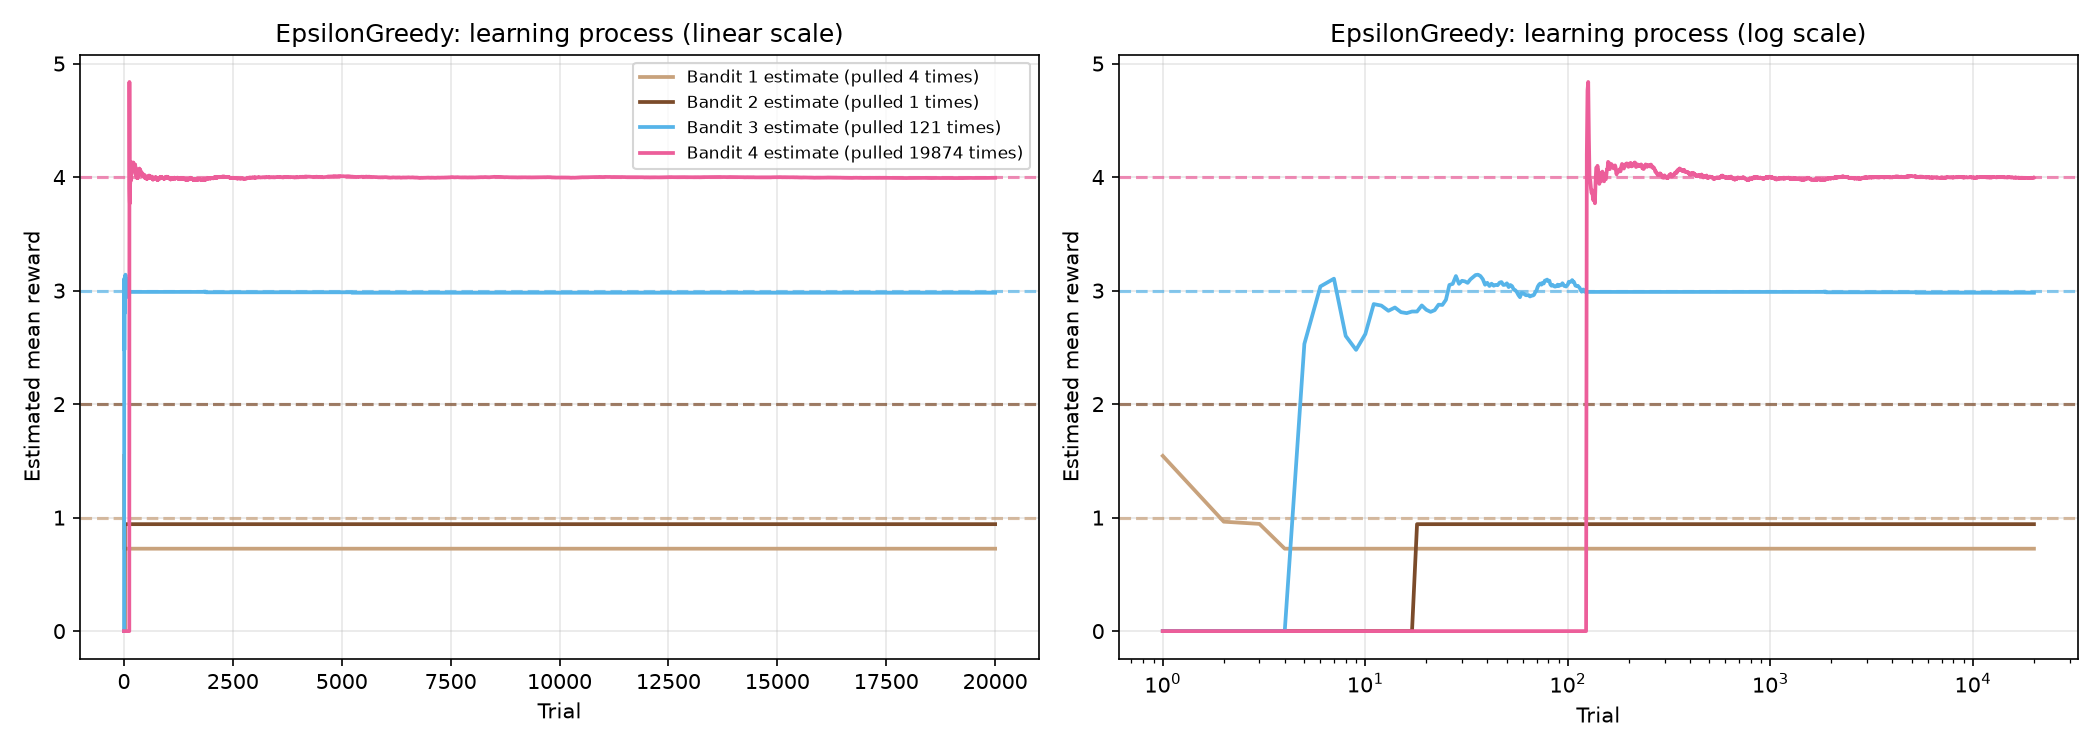 EpsilonGreedy: learning process (linear scale)
Estimated mean reward
5
4
3
2
1
0
Bandit 1 estimate (pulled 4 times)
Bandit 2 estimate (pulled 1 times)
Bandit 3 estimate (pulled 121 times)
Bandit 4 estimate (pulled 19874 times)
0 2500 5000 7500 10000 12500 15000 17500 20000
Trial
EpsilonGreedy: learning process (log scale)
Estimated mean reward
5
4
3
2
1
0
10⁰ 10¹ 10² 10³ 10⁴
Trial